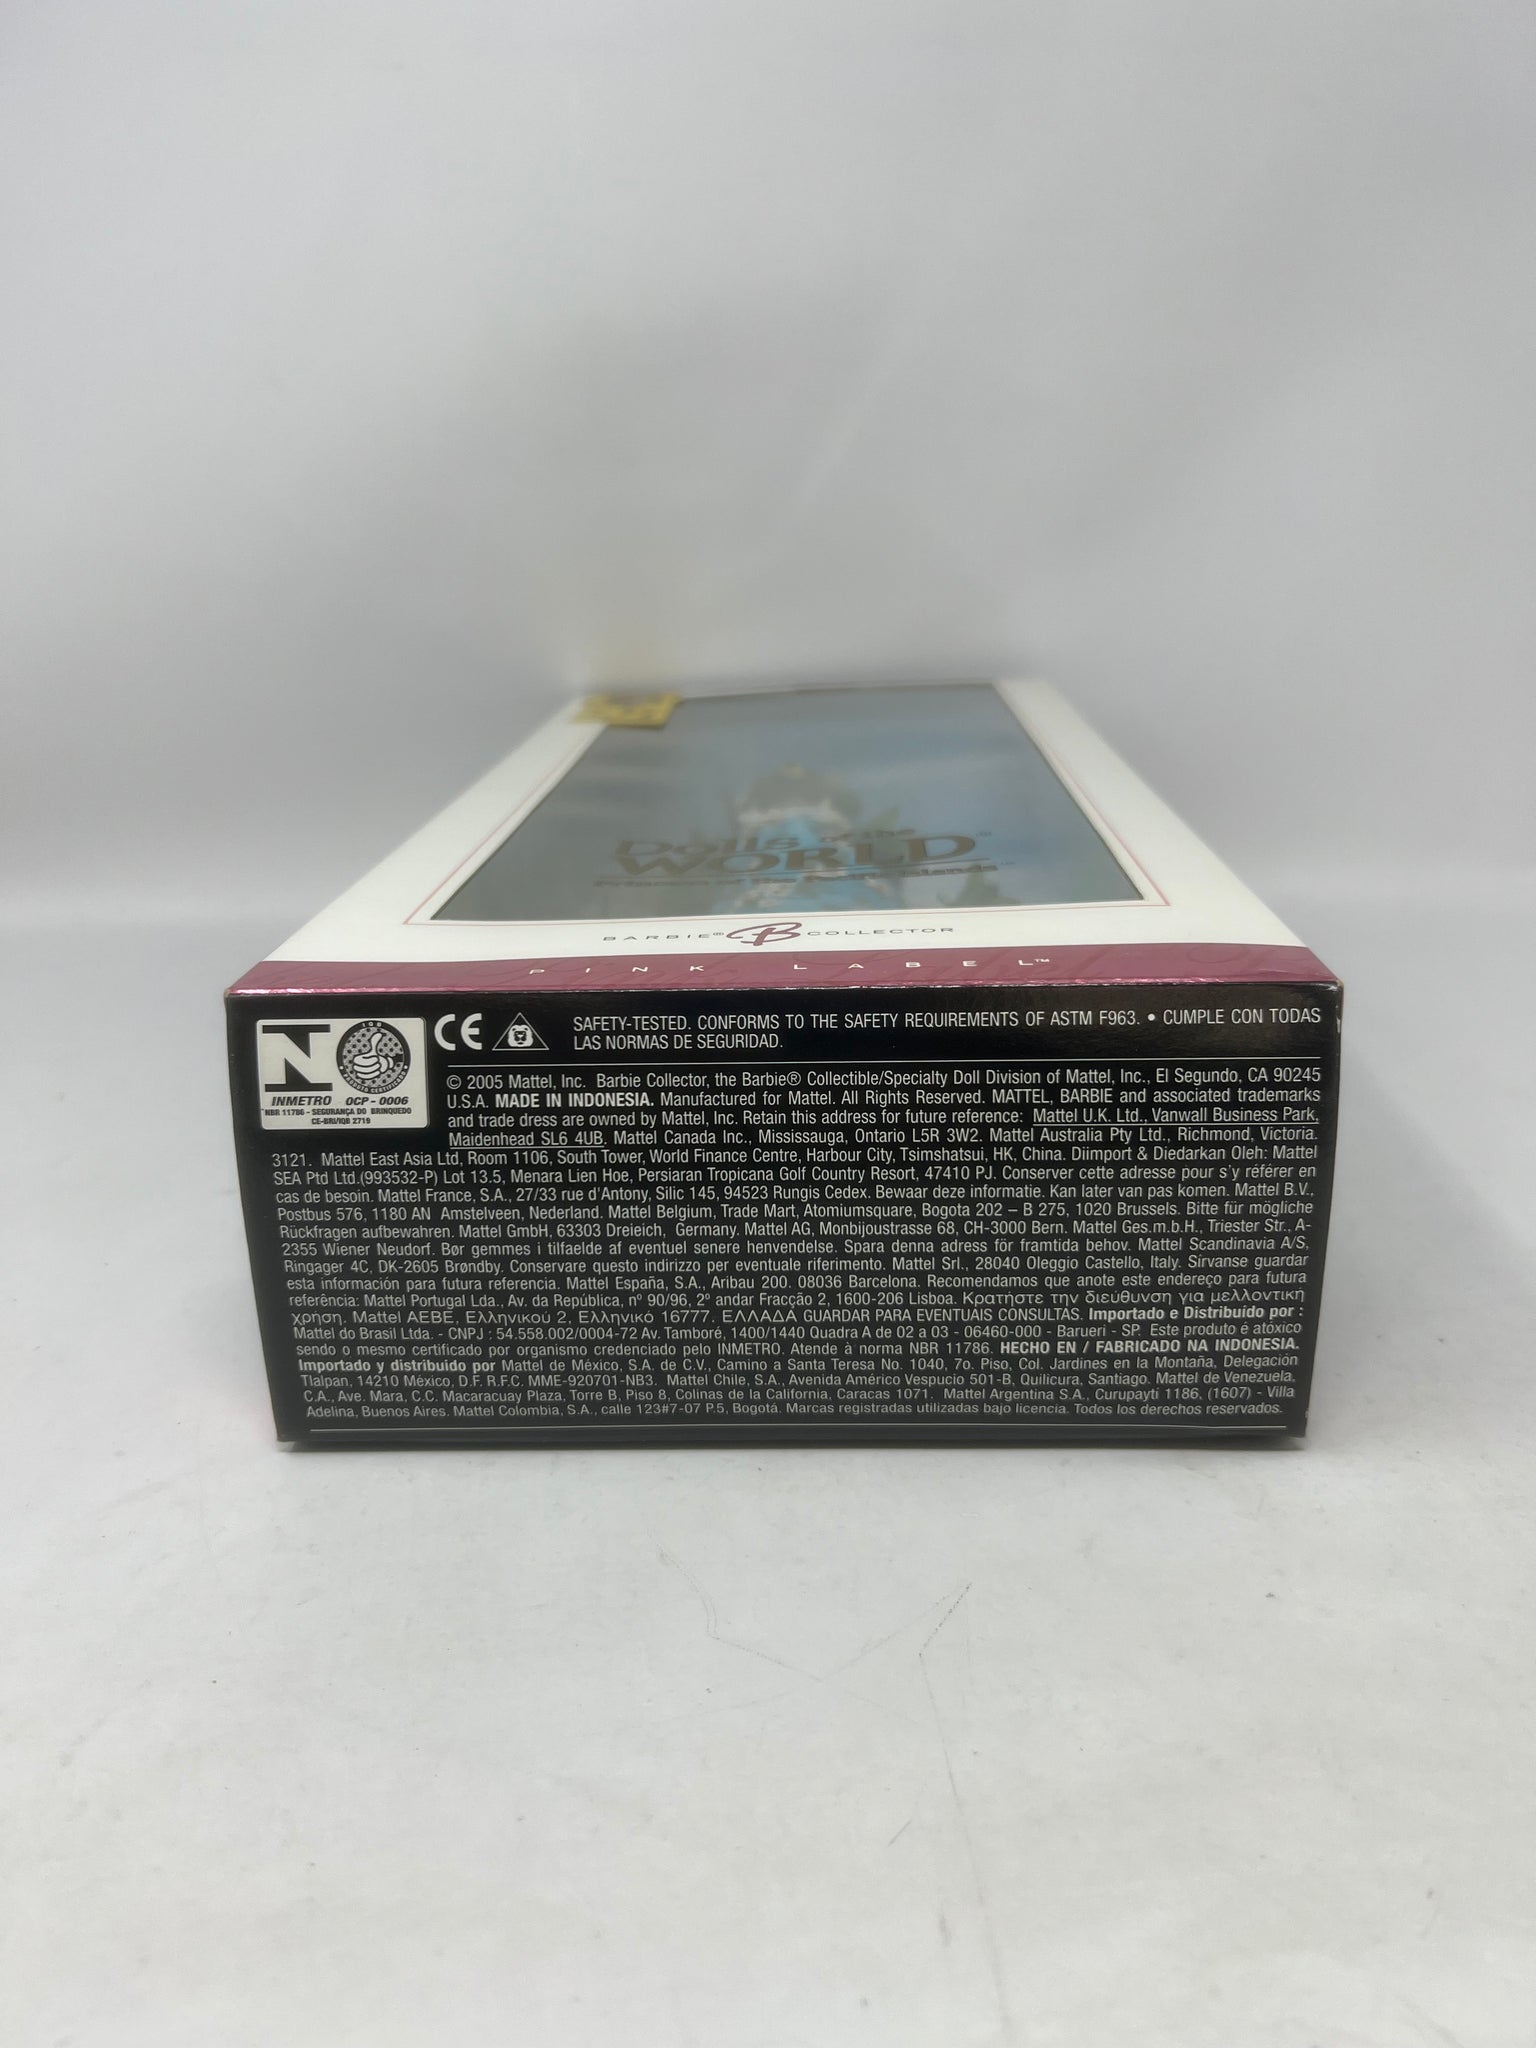 Dolls of the
WORLD®
Princess of the Pacific Islands™
BARBIE® B COLLECTOR
PINK LABEL™
IQB
PRODUTO CERTIFICADO
N
INMETRO OCP - 0006
NBR 11786 - SEGURANÇA DO BRINQUEDO
CE-BRI/IQB 2719
CE
SAFETY-TESTED. CONFORMS TO THE SAFETY REQUIREMENTS OF ASTM F963. • CUMPLE CON TODAS
LAS NORMAS DE SEGURIDAD.
© 2005 Mattel, Inc. Barbie Collector, the Barbie® Collectible/Specialty Doll Division of Mattel, Inc., El Segundo, CA 90245
U.S.A. MADE IN INDONESIA. Manufactured for Mattel. All Rights Reserved. MATTEL, BARBIE and associated trademarks
and trade dress are owned by Mattel, Inc. Retain this address for future reference: Mattel U.K. Ltd., Vanwall Business Park,
Maidenhead SL6 4UB. Mattel Canada Inc., Mississauga, Ontario L5R 3W2. Mattel Australia Pty Ltd., Richmond, Victoria.
3121. Mattel East Asia Ltd, Room 1106, South Tower, World Finance Centre, Harbour City, Tsimshatsui, HK, China. Diimport & Diedarkan Oleh: Mattel
SEA Ptd Ltd.(993532-P) Lot 13.5, Menara Lien Hoe, Persiaran Tropicana Golf Country Resort, 47410 PJ. Conserver cette adresse pour s'y référer en
cas de besoin. Mattel France, S.A., 27/33 rue d'Antony, Silic 145, 94523 Rungis Cedex. Bewaar deze informatie. Kan later van pas komen. Mattel B.V.,
Postbus 576, 1180 AN Amstelveen, Nederland. Mattel Belgium, Trade Mart, Atomiumsquare, Bogota 202 – B 275, 1020 Brussels. Bitte für mögliche
Rückfragen aufbewahren. Mattel GmbH, 63303 Dreieich, Germany. Mattel AG, Monbijoustrasse 68, CH-3000 Bern. Mattel Ges.m.b.H., Triester Str., A-
2355 Wiener Neudorf. Bør gemmes i tilfaelde af eventuel senere henvendelse. Spara denna adress för framtida behov. Mattel Scandinavia A/S,
Ringager 4C, DK-2605 Brøndby. Conservare questo indirizzo per eventuale riferimento. Mattel Srl., 28040 Oleggio Castello, Italy. Sírvanse guardar
esta información para futura referencia. Mattel España, S.A., Aribau 200. 08036 Barcelona. Recomendamos que anote este endereço para futura
referência: Mattel Portugal Lda., Av. da República, nº 90/96, 2º andar Fracção 2, 1600-206 Lisboa. Κρατήστε την διεύθυνση για μελλοντική
χρήση. Mattel AEBE, Ελληνικού 2, Ελληνικό 16777. ΕΛΛΑΔΑ GUARDAR PARA EVENTUAIS CONSULTAS. Importado e Distribuído por :
Mattel do Brasil Ltda. - CNPJ : 54.558.002/0004-72 Av. Tamboré, 1400/1440 Quadra A de 02 a 03 - 06460-000 - Barueri - SP. Este produto é atóxico
sendo o mesmo certificado por organismo credenciado pelo INMETRO. Atende à norma NBR 11786. HECHO EN / FABRICADO NA INDONESIA.
Importado y distribuido por Mattel de México, S.A. de C.V., Camino a Santa Teresa No. 1040, 7o. Piso, Col. Jardines en la Montaña, Delegación
Tlalpan, 14210 México, D.F. R.F.C. MME-920701-NB3. Mattel Chile, S.A., Avenida Américo Vespucio 501-B, Quilicura, Santiago. Mattel de Venezuela,
C.A., Ave. Mara, C.C. Macaracuay Plaza, Torre B, Piso 8, Colinas de la California, Caracas 1071. Mattel Argentina S.A., Curupaytí 1186, (1607) - Villa
Adelina, Buenos Aires. Mattel Colombia, S.A., calle 123#7-07 P.5, Bogotá. Marcas registradas utilizadas bajo licencia. Todos los derechos reservados.